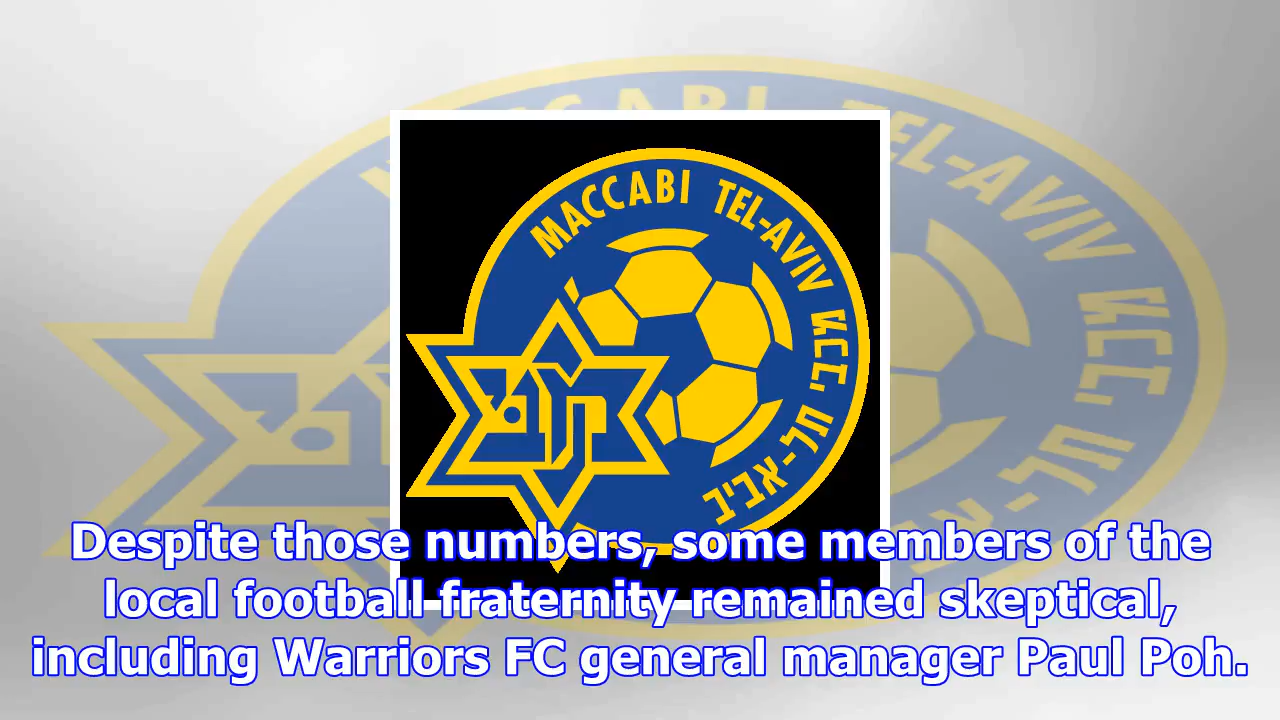 MACCABI TEL-AVIV
מכבי תל-אביב
Despite those numbers, some members of the
local football fraternity remained skeptical,
including Warriors FC general manager Paul Poh.